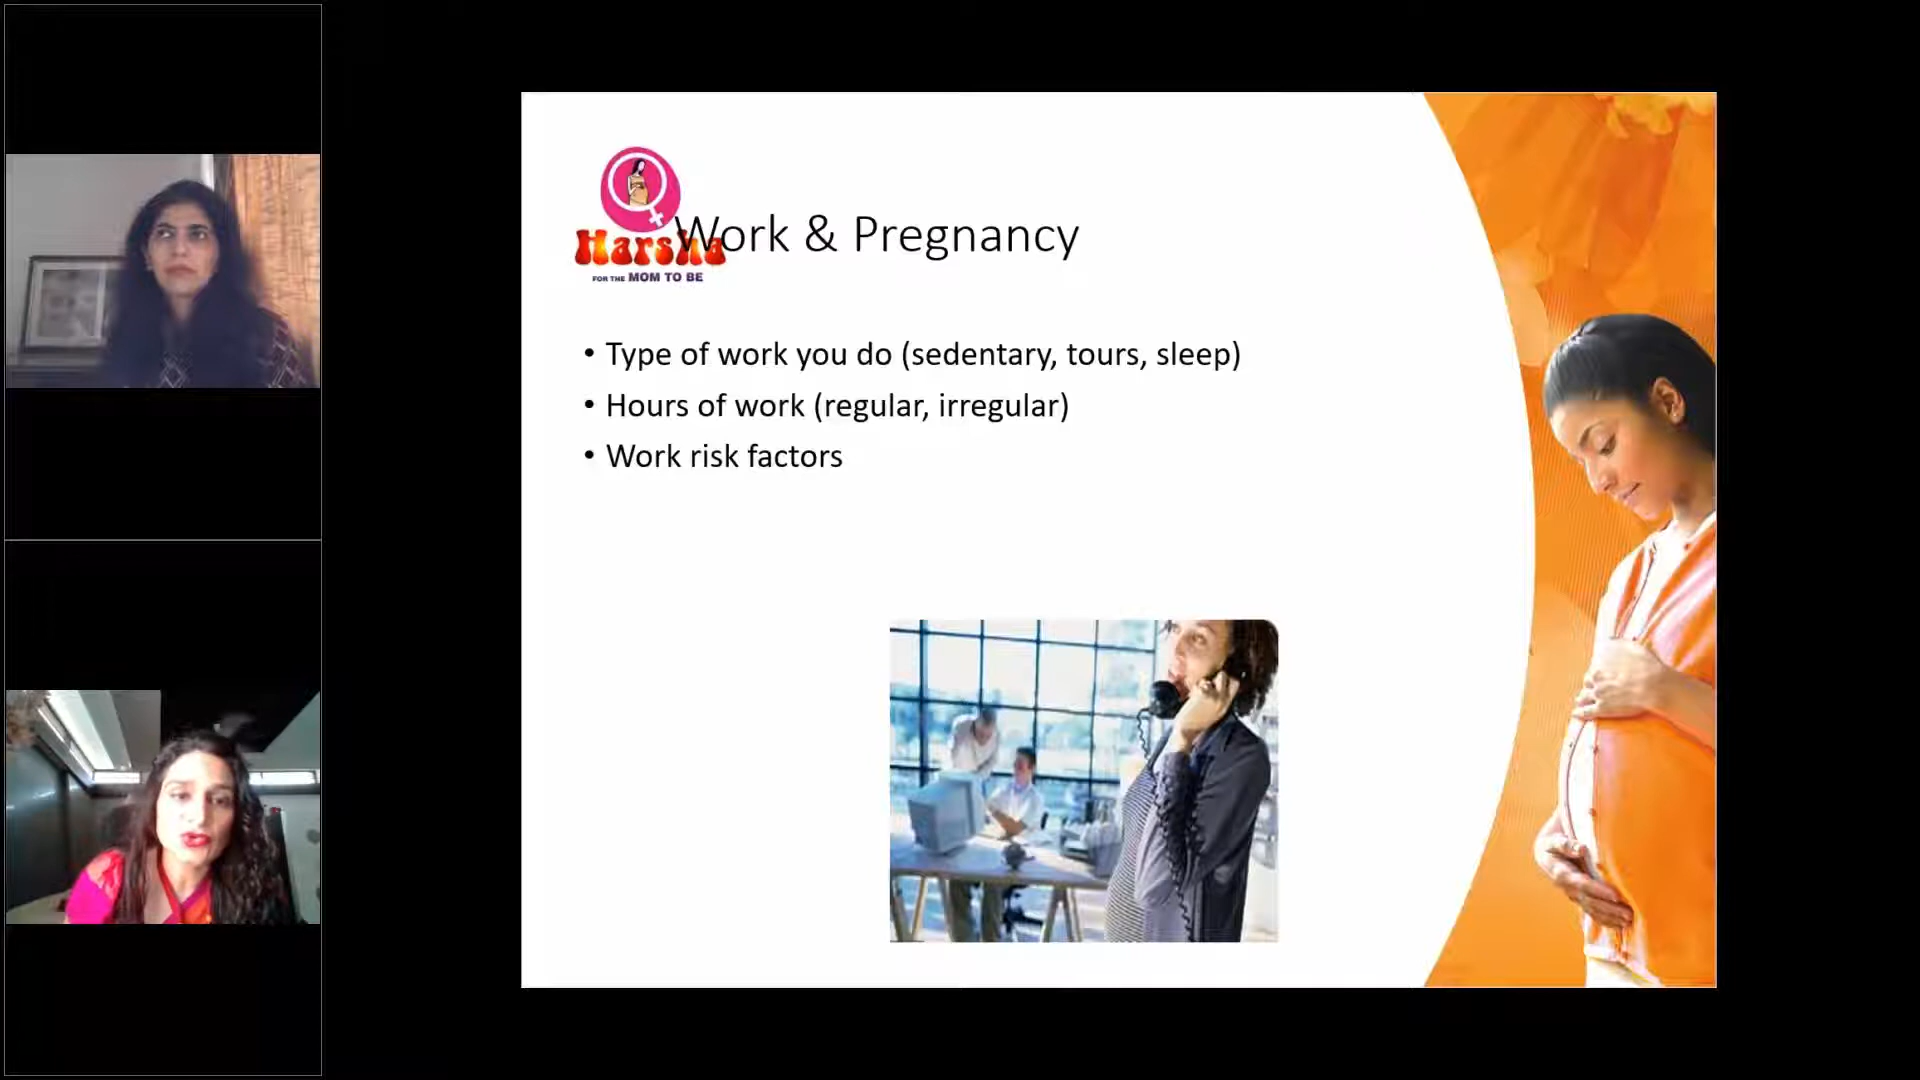 Harsha
FOR THE MOM TO BE
Work & Pregnancy
• Type of work you do (sedentary, tours, sleep)
• Hours of work (regular, irregular)
• Work risk factors